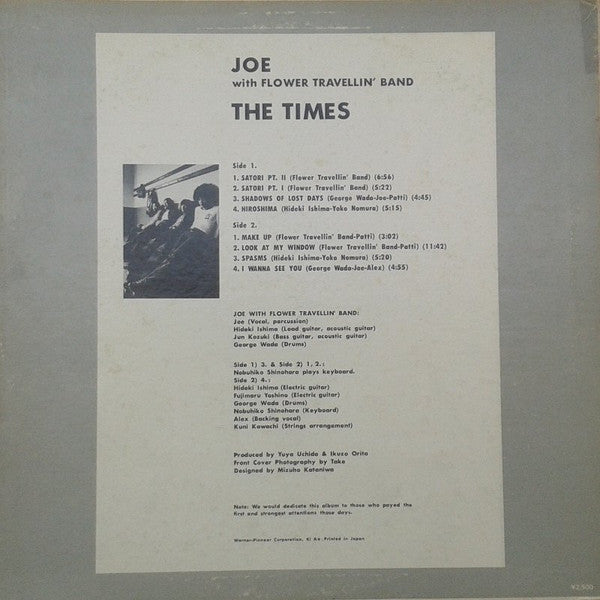 JOE
with FLOWER TRAVELLIN' BAND
THE TIMES
Side 1.
1. SATORI PT. II (Flower Travellin' Band) (6:56)
2. SATORI PT. I (Flower Travellin' Band) (5:22)
3. SHADOWS OF LOST DAYS (George Wada-Joe-Patti) (4:45)
4. HIROSHIMA (Hideki Ishima-Yoko Nomura) (5:15)
Side 2.
1. MAKE UP (Flower Travellin' Band-Patti) (3:02)
2. LOOK AT MY WINDOW (Flower Travellin' Band-Patti) (11:42)
3. SPASMS (Hideki Ishima-Yoko Nomura) (5:20)
4. I WANNA SEE YOU (George Wada-Joe-Alex) (4:55)
JOE WITH FLOWER TRAVELLIN' BAND:
Joe (Vocal, percussion)
Hideki Ishima (Lead guitar, acoustic guitar)
Jun Kozuki (Bass guitar, acoustic guitar)
George Wada (Drums)
Side 1) 3. & Side 2) 1, 2.:
Nobuhiko Shinohara plays keyboard.
Side 2) 4.:
Hideki Ishima (Electric guitar)
Fujimaru Yoshino (Electric guitar)
George Wada (Drums)
Nobuhiko Shinohara (Keyboard)
Alex (Backing vocal)
Kuni Kawachi (Strings arrangement)
Produced by Yuya Uchida & Ikuzo Orita
Front Cover Photography by Taka
Designed by Mizuho Kataniwa
Note: We would dedicate this album to those who payed the
first and strongest attentions those days.
Warner-Pioneer Corporation, Printed in Japan
¥2,500